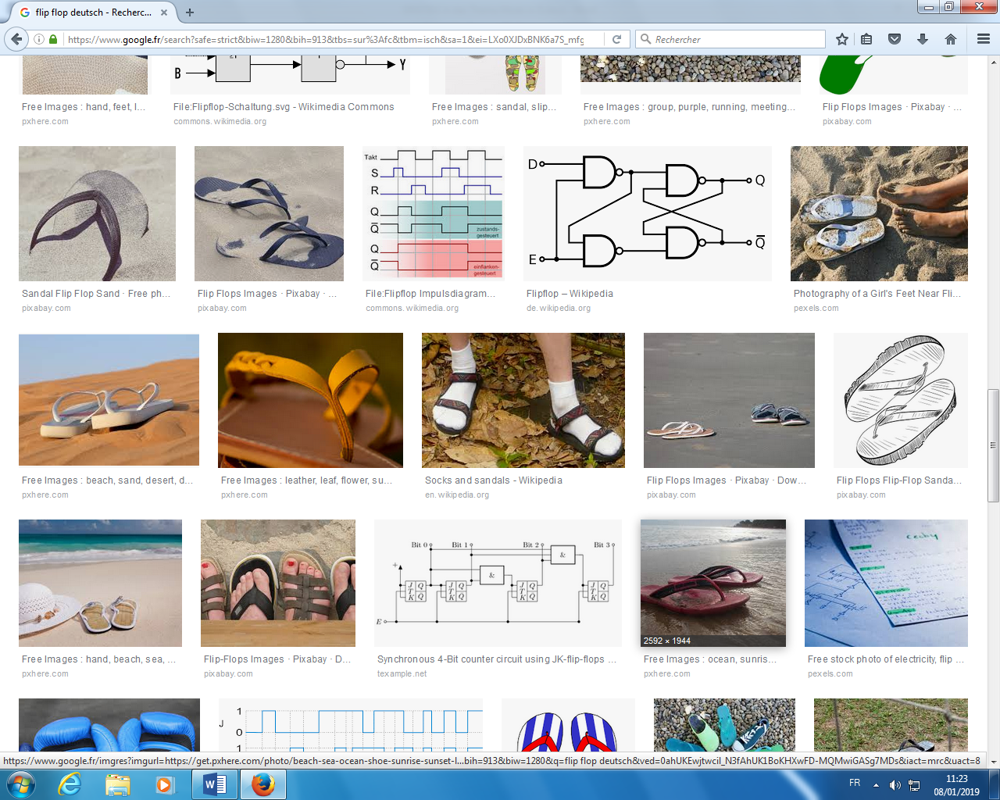 flip flop deutsch - Recherc...
https://www.google.fr/search?safe=strict&biw=1280&bih=913&tbs=sur%3Afc&tbm=isch&sa=1&ei=LXo0XJDxBNK6a7S_mfg
Rechercher
B
Y
Free Images : hand, feet, l...
pxhere.com
File:Flipflop-Schaltung.svg - Wikimedia Commons
commons.wikimedia.org
Free Images : sandal, slip...
pxhere.com
Free Images : group, purple, running, meeting...
pxhere.com
Flip Flops Images · Pixabay · ...
pixabay.com
Takt
S
R
Q
Q̅
zustands-
gesteuert
Q
Q̅
einflanken-
gesteuert
D
E
Q
Q̅
Sandal Flip Flop Sand · Free ph...
pixabay.com
Flip Flops Images · Pixabay · ...
pixabay.com
File:Flipflop Impulsdiagram...
commons.wikimedia.org
Flipflop – Wikipedia
de.wikipedia.org
Photography of a Girl's Feet Near Fli...
pexels.com
Free Images : beach, sand, desert, d...
pxhere.com
Free Images : leather, leaf, flower, su...
pxhere.com
Socks and sandals - Wikipedia
en.wikipedia.org
Flip Flops Images · Pixabay · Dow...
pixabay.com
Flip Flops Flip-Flop Sanda...
pixabay.com
Bit 0 Bit 1 Bit 2 Bit 3
+
&
&
J Q J Q J Q J Q
T T T T
K Q K Q K Q K Q
E
2592 × 1944
Free Images : hand, beach, sea, ...
pxhere.com
Flip-Flops Images · Pixabay · D...
pixabay.com
Synchronous 4-Bit counter circuit using JK-flip-flops ...
texample.net
Free Images : ocean, sunris...
pxhere.com
Free stock photo of electricity, flip ...
pexels.com
J
1
0
1
https://www.google.fr/imgres?imgurl=https://get.pxhere.com/photo/beach-sea-ocean-shoe-sunrise-sunset-l...bih=913&biw=1280&q=flip flop deutsch&ved=0ahUKEwjtwciI_N3fAhUK1BoKHXwFD-MQMwiGASg7MDs&iact=mrc&uact=8
FR
11:23
08/01/2019